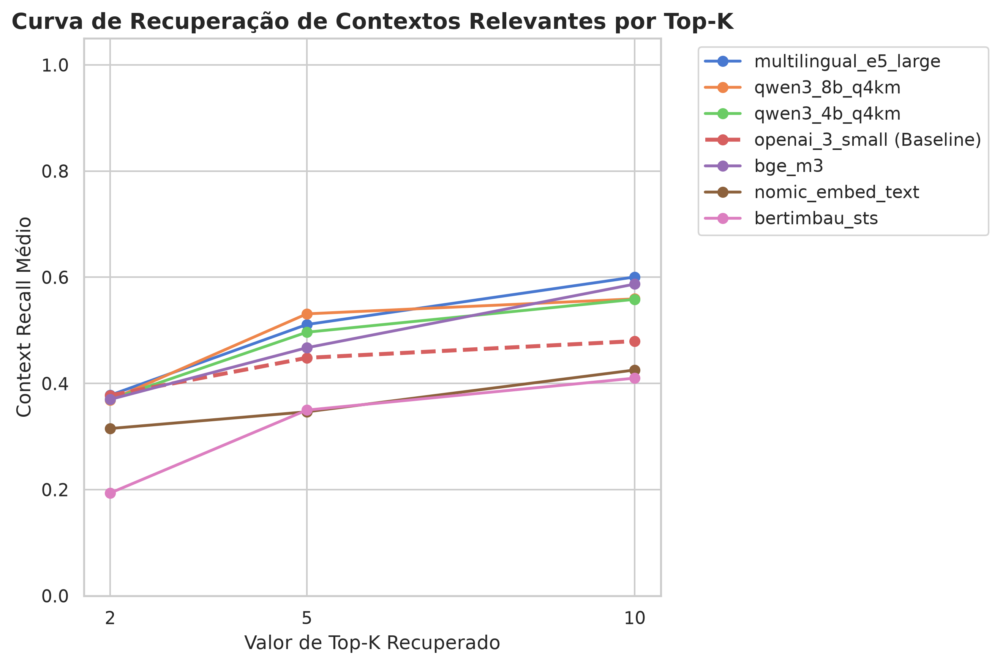 Curva de Recuperação de Contextos Relevantes por Top-K
Context Recall Médio
1.0
0.8
0.6
0.4
0.2
0.0
2
5
10
Valor de Top-K Recuperado
multilingual_e5_large
qwen3_8b_q4km
qwen3_4b_q4km
openai_3_small (Baseline)
bge_m3
nomic_embed_text
bertimbau_sts